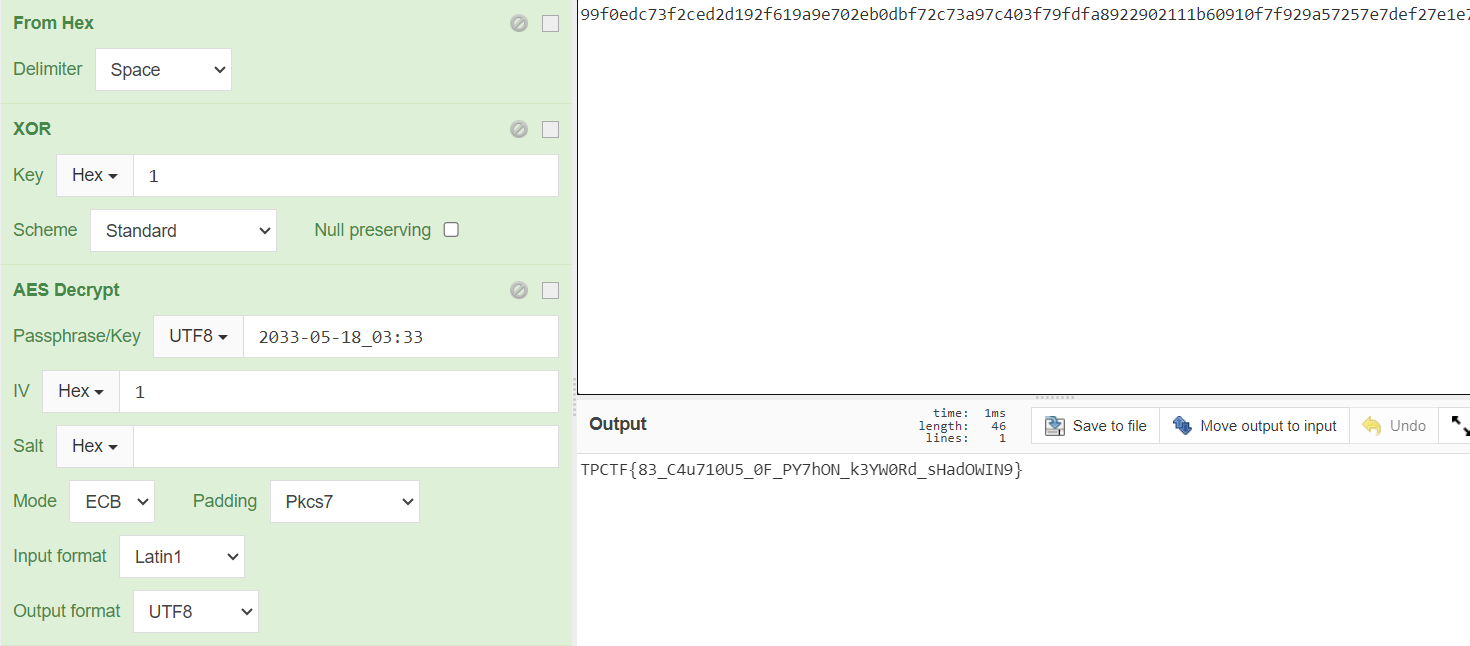 From Hex
Delimiter Space
XOR
Key Hex 1
Scheme Standard Null preserving
AES Decrypt
Passphrase/Key UTF8 2033-05-18_03:33
IV Hex 1
Salt Hex
Mode ECB Padding Pkcs7
Input format Latin1
Output format UTF8
99f0edc73f2ced2d192f619a9e702eb0dbf72c73a97c403f79fdfa8922902111b60910f7f929a57257e7def27e1e7
Output
time: 1ms
length: 46
lines: 1
Save to file Move output to input Undo
TPCTF{83_C4u710U5_0F_PY7hON_k3YW0Rd_sHadOWIN9}